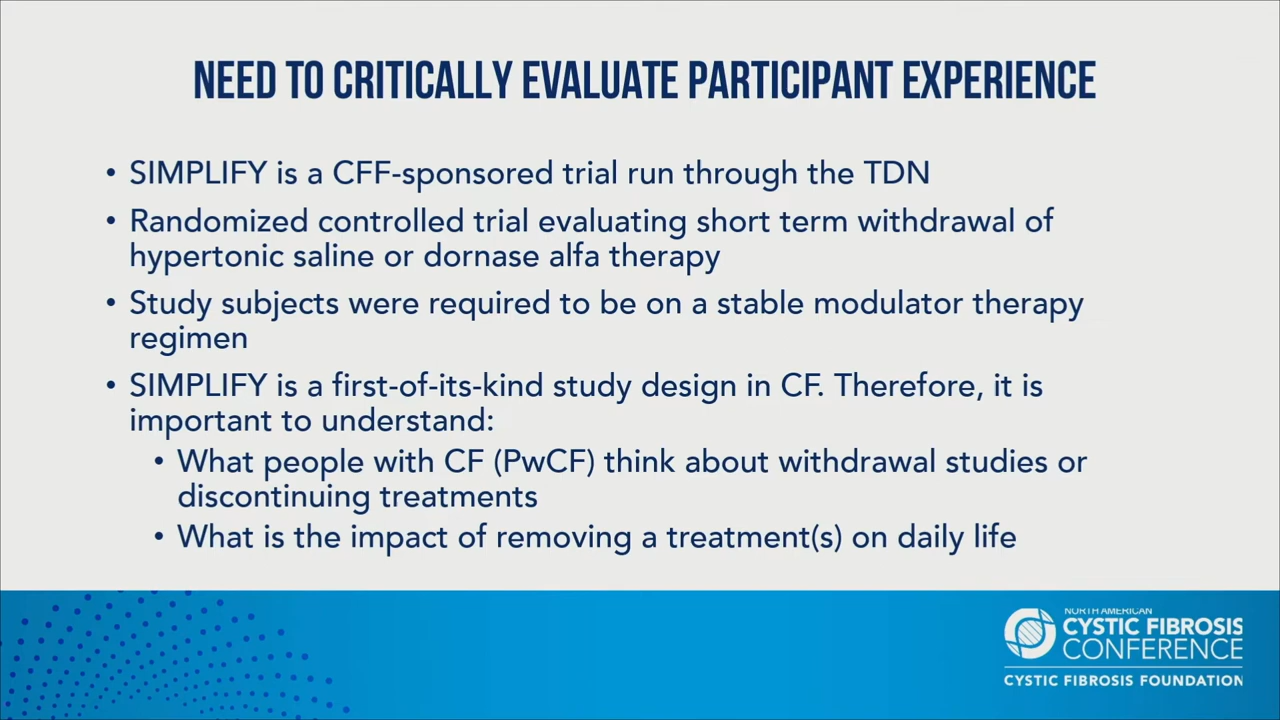 NEED TO CRITICALLY EVALUATE PARTICIPANT EXPERIENCE
• SIMPLIFY is a CFF-sponsored trial run through the TDN
• Randomized controlled trial evaluating short term withdrawal of
hypertonic saline or dornase alfa therapy
• Study subjects were required to be on a stable modulator therapy
regimen
• SIMPLIFY is a first-of-its-kind study design in CF. Therefore, it is
important to understand:
• What people with CF (PwCF) think about withdrawal studies or
discontinuing treatments
• What is the impact of removing a treatment(s) on daily life
NORTH AMERICAN
CYSTIC FIBROSIS
CONFERENCE
CYSTIC FIBROSIS FOUNDATION